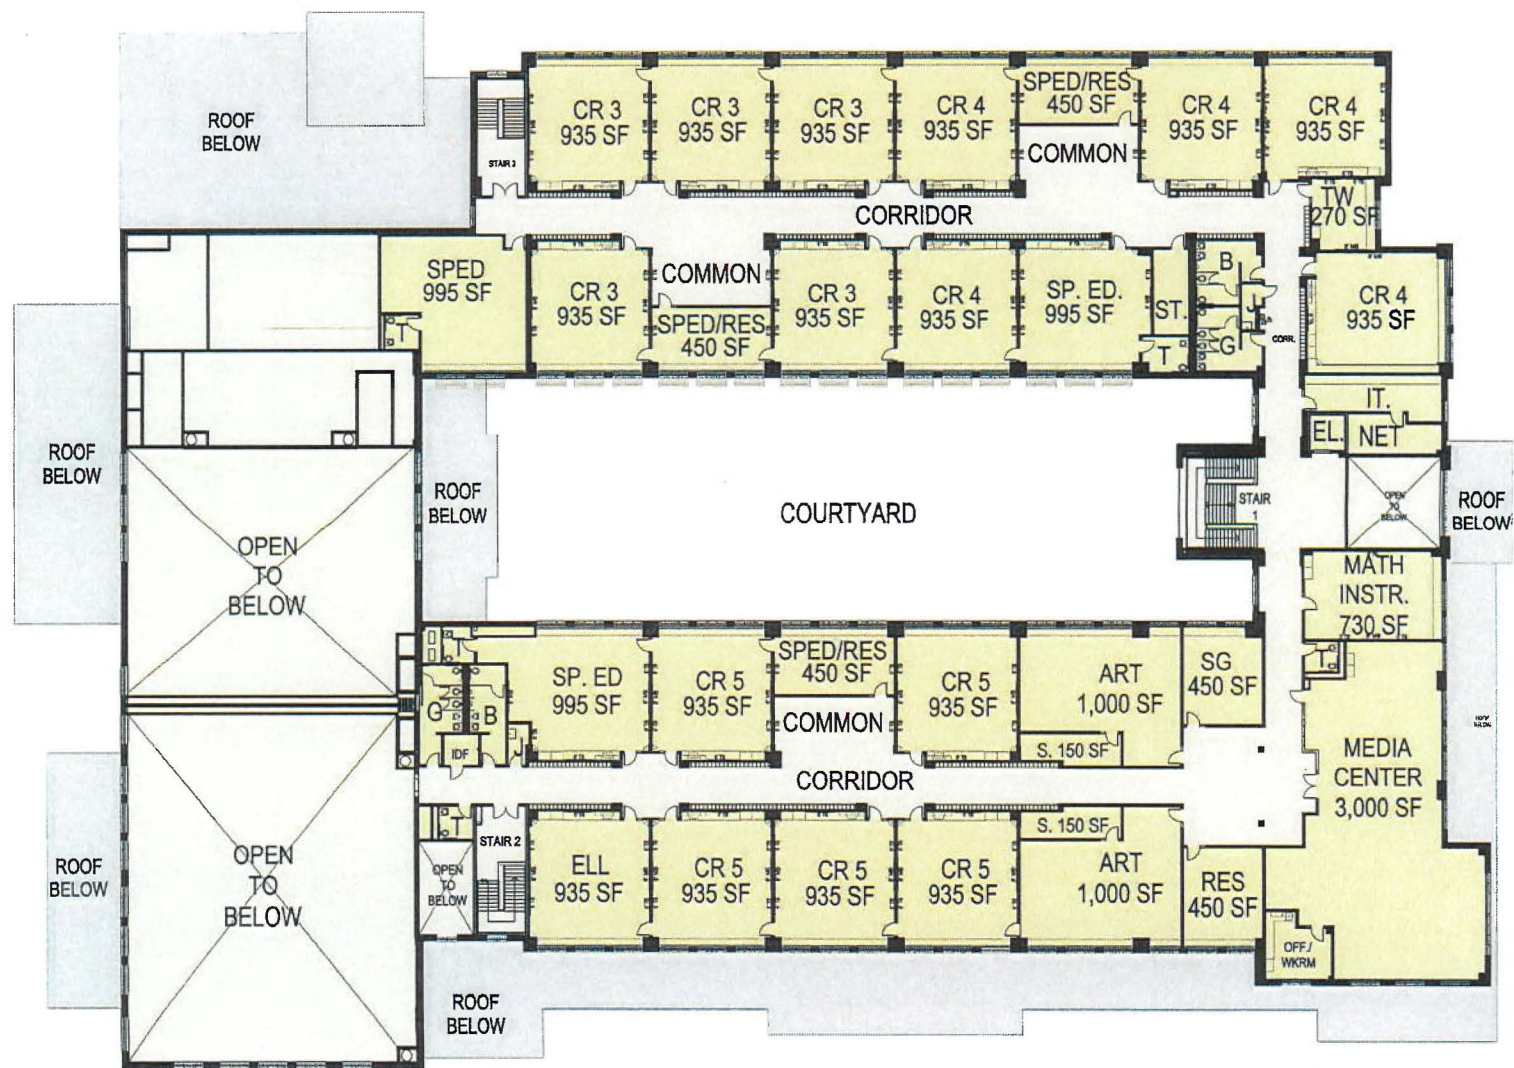 ROOF
BELOW
STAIR 3
CR 3
935 SF
CR 3
935 SF
CR 3
935 SF
CR 4
935 SF
SPED/RES
450 SF
COMMON
CR 4
935 SF
CR 4
935 SF
TW
270 SF
CORRIDOR
SPED
995 SF
T
CR 3
935 SF
COMMON
SPED/RES
450 SF
CR 3
935 SF
CR 4
935 SF
SP. ED.
995 SF
ST.
T
B
J
G
CORR.
CR 4
935 SF
IT.
EL.
NET
ROOF
BELOW
ROOF
BELOW
COURTYARD
STAIR
1
OPEN
TO
BELOW
ROOF
BELOW
OPEN
TO
BELOW
MATH
INSTR.
730 SF
T
G
B
IDF
J
SP. ED
995 SF
CR 5
935 SF
SPED/RES
450 SF
COMMON
CR 5
935 SF
ART
1,000 SF
S. 150 SF
SG
450 SF
T
MEDIA
CENTER
3,000 SF
ROOF
BELOW
CORRIDOR
ROOF
BELOW
OPEN
TO
BELOW
T
OPEN
TO
BELOW
STAIR 2
ELL
935 SF
CR 5
935 SF
CR 5
935 SF
CR 5
935 SF
S. 150 SF
ART
1,000 SF
RES
450 SF
OFF./
WKRM
ROOF
BELOW